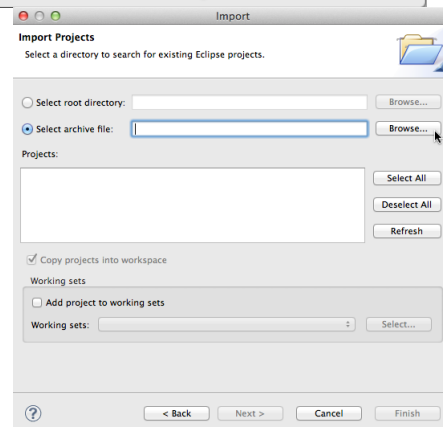 Import
Import Projects
Select a directory to search for existing Eclipse projects.
Select root directory: Browse...
Select archive file: Browse...
Projects:
Select All
Deselect All
Refresh
Copy projects into workspace
Working sets
Add project to working sets
Working sets: Select...
? < Back Next > Cancel Finish